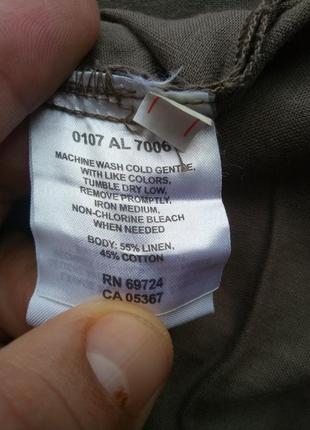 0107 AL 7006
MACHINE WASH COLD GENTLE,
WITH LIKE COLORS,
TUMBLE DRY LOW,
REMOVE PROMPTLY,
IRON MEDIUM,
NON-CHLORINE BLEACH
WHEN NEEDED
BODY: 55% LINEN,
45% COTTON
RN 69724
CA 05367